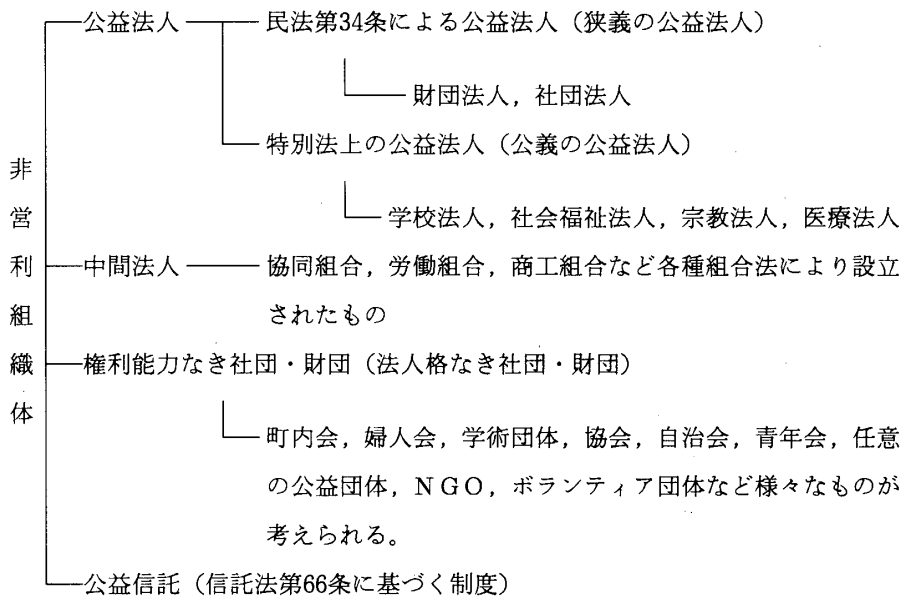 公益法人
民法第34条による公益法人（狭義の公益法人）
財団法人，社団法人
特別法上の公益法人（公義の公益法人）
学校法人，社会福祉法人，宗教法人，医療法人
非営利組織体
中間法人
協同組合，労働組合，商工組合など各種組合法により設立
されたもの
権利能力なき社団・財団（法人格なき社団・財団）
町内会，婦人会，学術団体，協会，自治会，青年会，任意
の公益団体，ＮＧＯ，ボランティア団体など様々なものが
考えられる。
公益信託（信託法第66条に基づく制度）